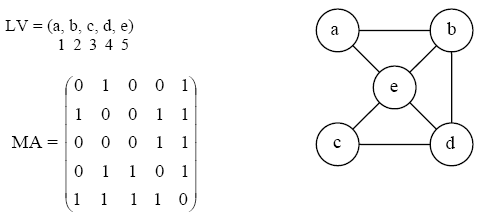 LV = (a, b, c, d, e)
1 2 3 4 5
MA =
0 1 0 0 1
1 0 0 1 1
0 0 0 1 1
0 1 1 0 1
1 1 1 1 0
a b
e
c d